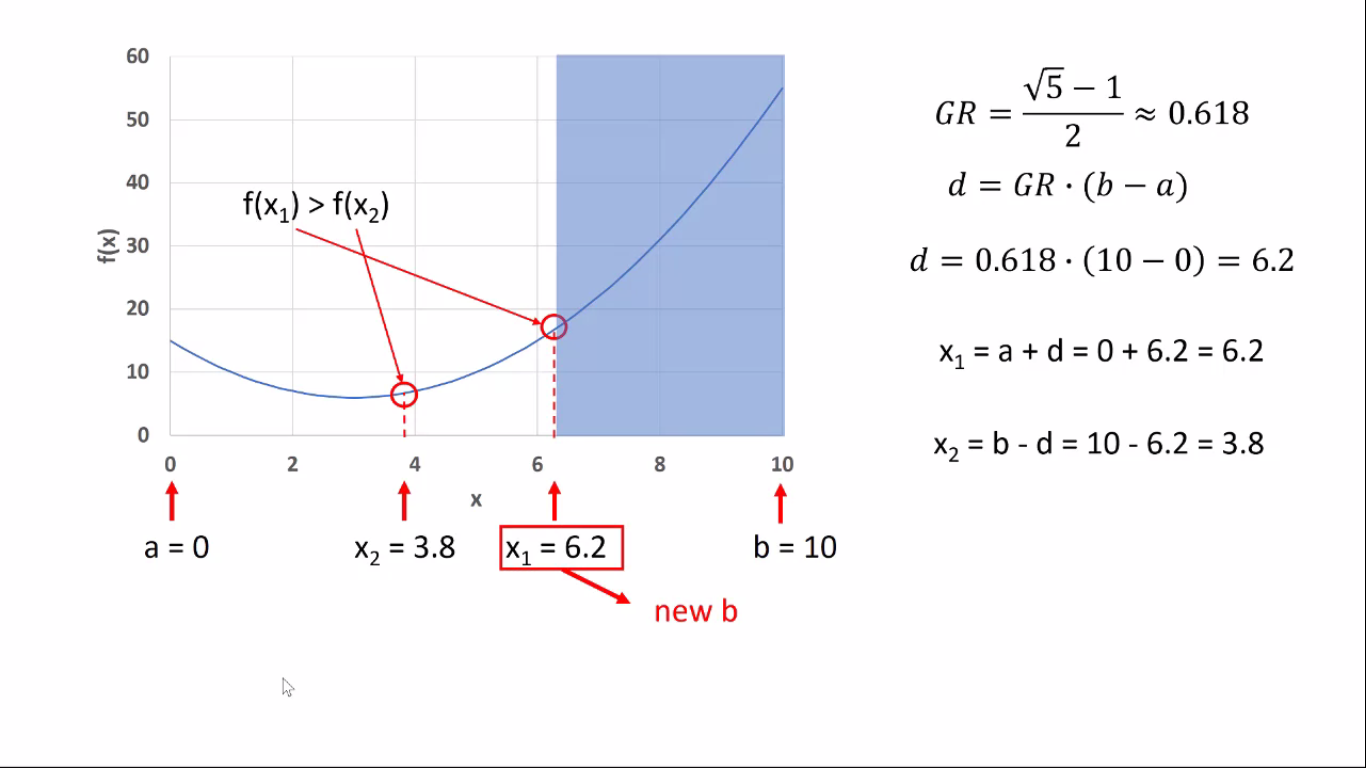 60
50
40
30
20
10
0
f(x)
f(x₁) > f(x₂)
0 2 4 6 8 10
x
a = 0
x₂ = 3.8
x₁ = 6.2
b = 10
new b
GR = (√5 − 1)/2 ≈ 0.618
d = GR · (b − a)
d = 0.618 · (10 − 0) = 6.2
x₁ = a + d = 0 + 6.2 = 6.2
x₂ = b - d = 10 - 6.2 = 3.8